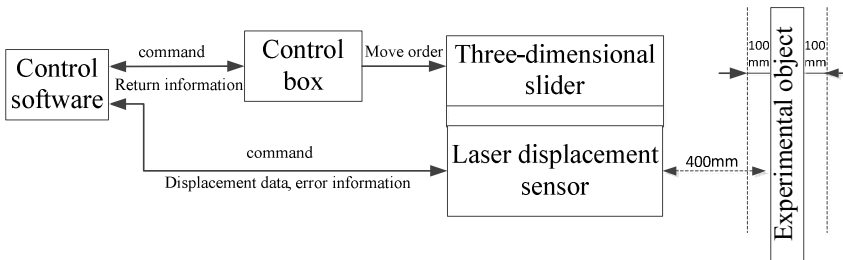 Control
software
command
Return information
Control
box
Move order
Three-dimensional
slider
command
Displacement data, error information
Laser displacement
sensor
400mm
100
mm
Experimental object
100
mm